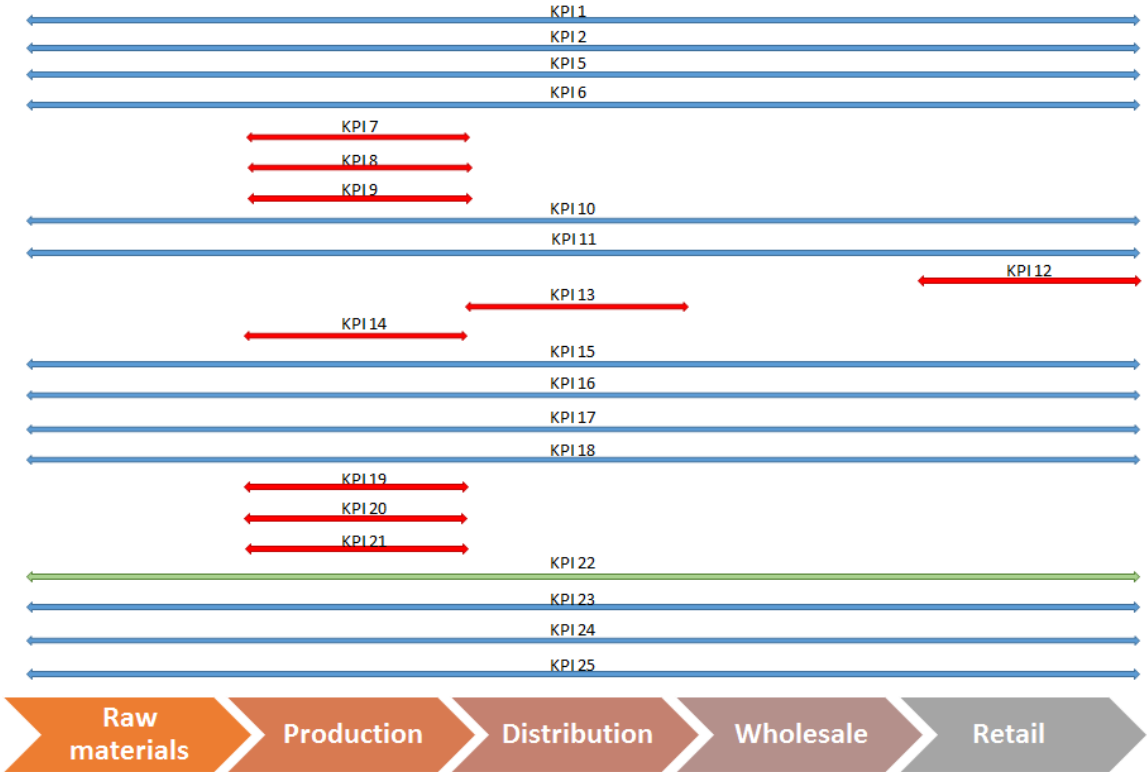 KPI 1
KPI 2
KPI 5
KPI 6
KPI 7
KPI 8
KPI 9
KPI 10
KPI 11
KPI 12
KPI 13
KPI 14
KPI 15
KPI 16
KPI 17
KPI 18
KPI 19
KPI 20
KPI 21
KPI 22
KPI 23
KPI 24
KPI 25
Raw
materials
Production
Distribution
Wholesale
Retail